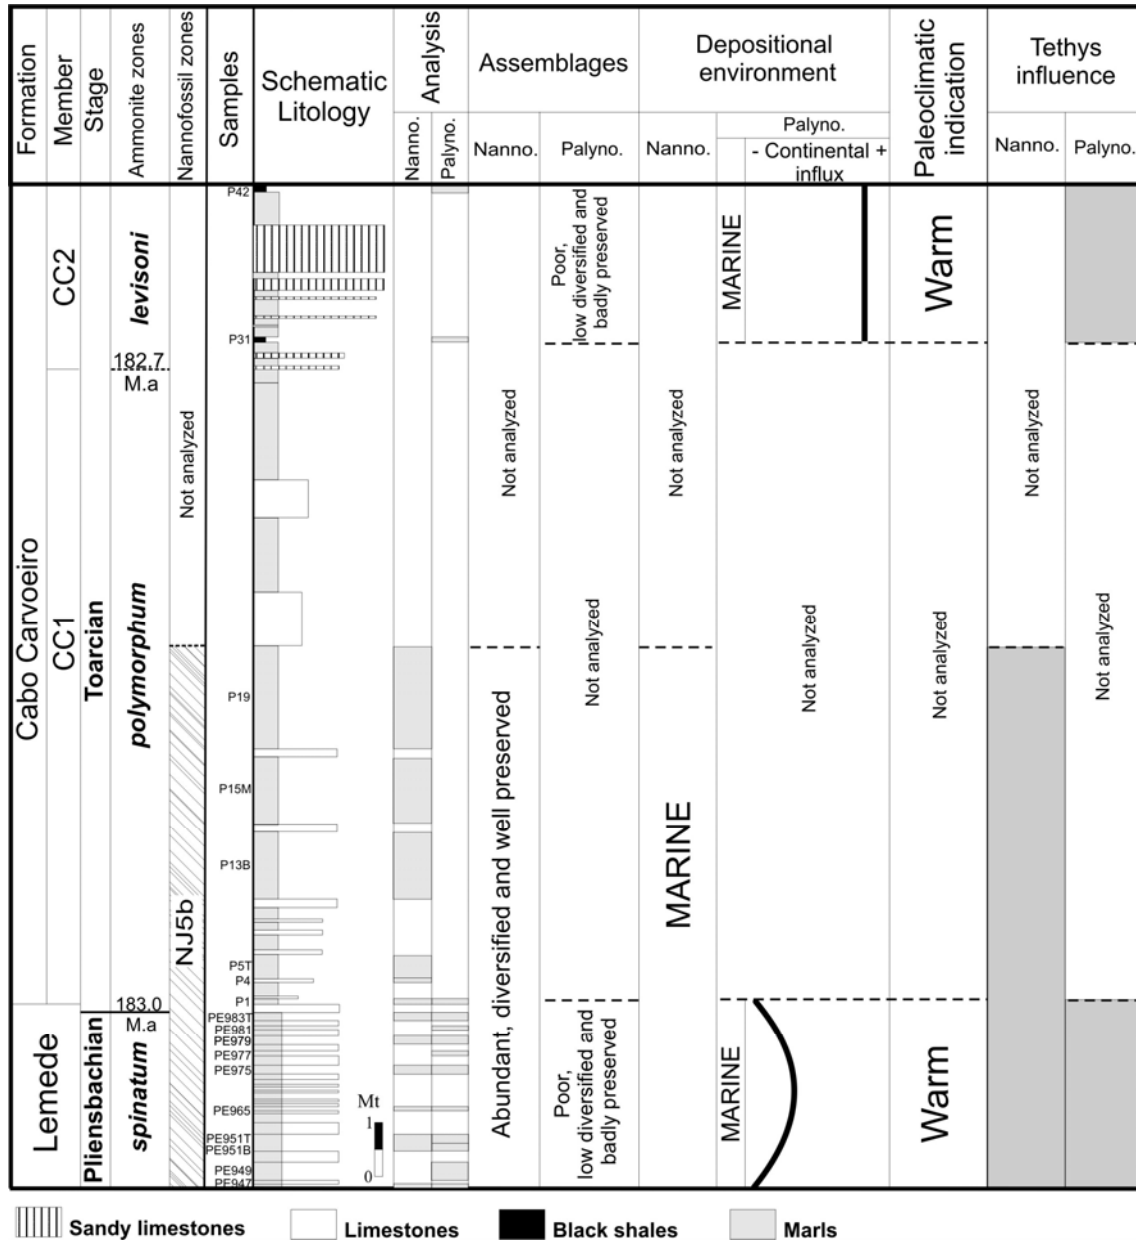 Formation
Member
Stage
Ammonite zones
Nannofossil zones
Samples
Schematic
Litology
Analysis
Nanno.
Palyno.
Assemblages
Nanno.
Palyno.
Depositional
environment
Nanno.
Palyno.
- Continental +
influx
Paleoclimatic
indication
Tethys
influence
Nanno.
Palyno.
Cabo Carvoeiro
Lemede
CC2
CC1
Toarcian
Pliensbachian
levisoni
182.7
M.a
polymorphum
183.0
M.a
spinatum
Not analyzed
NJ5b
P42
P31
P19
P15M
P13B
P5T
P4
P1
PE983T
PE981
PE979
PE977
PE975
PE965
PE951T
PE951B
PE949
PE947
Mt
1
0
Not analyzed
Abundant, diversified and well preserved
Poor,
low diversified and
badly preserved
Not analyzed
Poor,
low diversified and
badly preserved
Not analyzed
MARINE
MARINE
Not analyzed
MARINE
Warm
Not analyzed
Warm
Not analyzed
Not analyzed
Sandy limestones
Limestones
Black shales
Marls